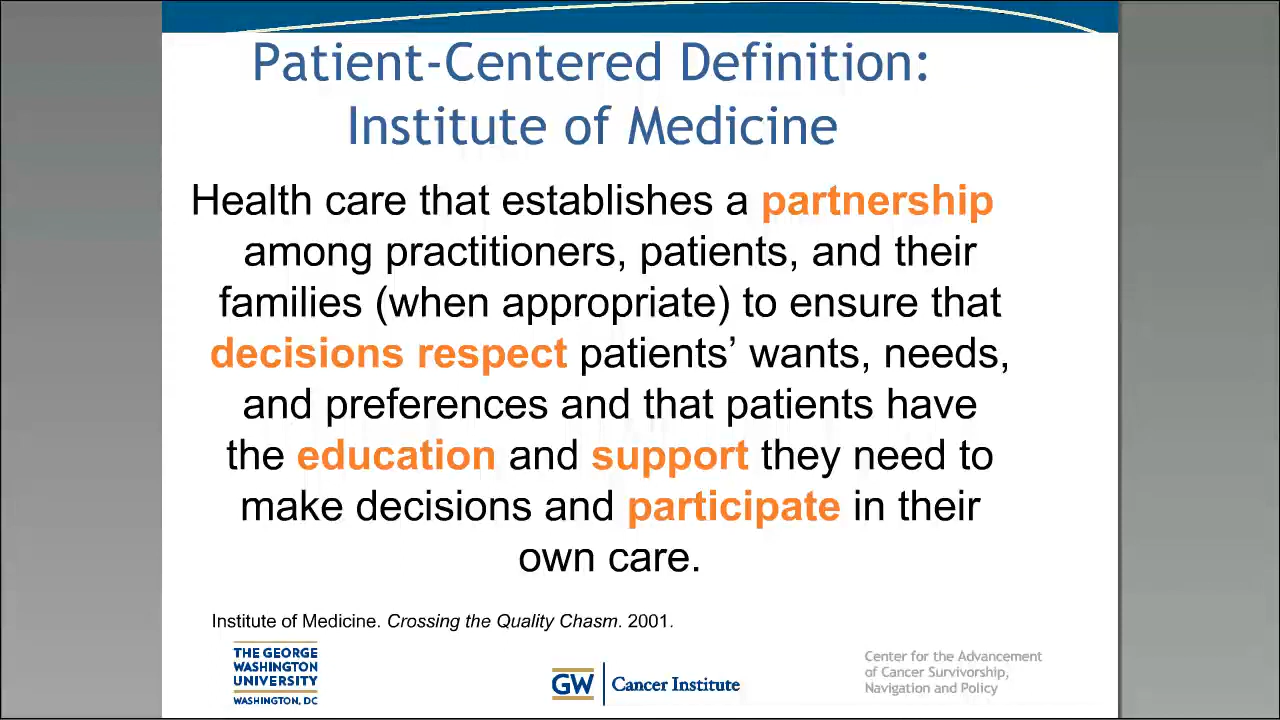 Patient-Centered Definition:
Institute of Medicine
Health care that establishes a partnership
among practitioners, patients, and their
families (when appropriate) to ensure that
decisions respect patients’ wants, needs,
and preferences and that patients have
the education and support they need to
make decisions and participate in their
own care.
Institute of Medicine. Crossing the Quality Chasm. 2001.
THE GEORGE
WASHINGTON
UNIVERSITY
WASHINGTON, DC
GW Cancer Institute
Center for the Advancement
of Cancer Survivorship,
Navigation and Policy